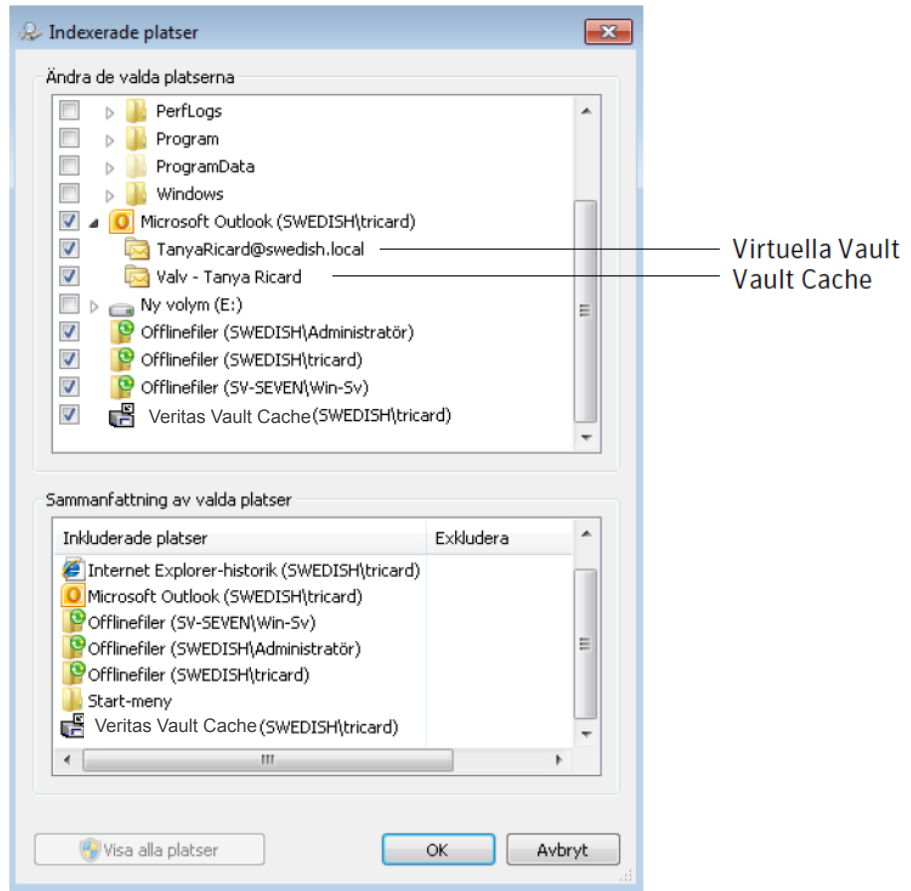 Indexerade platser
Ändra de valda platserna
PerfLogs
Program
ProgramData
Windows
Microsoft Outlook (SWEDISH\tricard)
TanyaRicard@swedish.local
Virtuella Vault
Valv - Tanya Ricard
Vault Cache
Ny volym (E:)
Offlinefiler (SWEDISH\Administratör)
Offlinefiler (SWEDISH\tricard)
Offlinefiler (SV-SEVEN\Win-Sv)
Veritas Vault Cache (SWEDISH\tricard)
Sammanfattning av valda platser
Inkluderade platser Exkludera
Internet Explorer-historik (SWEDISH\tricard)
Microsoft Outlook (SWEDISH\tricard)
Offlinefiler (SV-SEVEN\Win-Sv)
Offlinefiler (SWEDISH\Administratör)
Offlinefiler (SWEDISH\tricard)
Start-meny
Veritas Vault Cache (SWEDISH\tricard)
Visa alla platser OK Avbryt